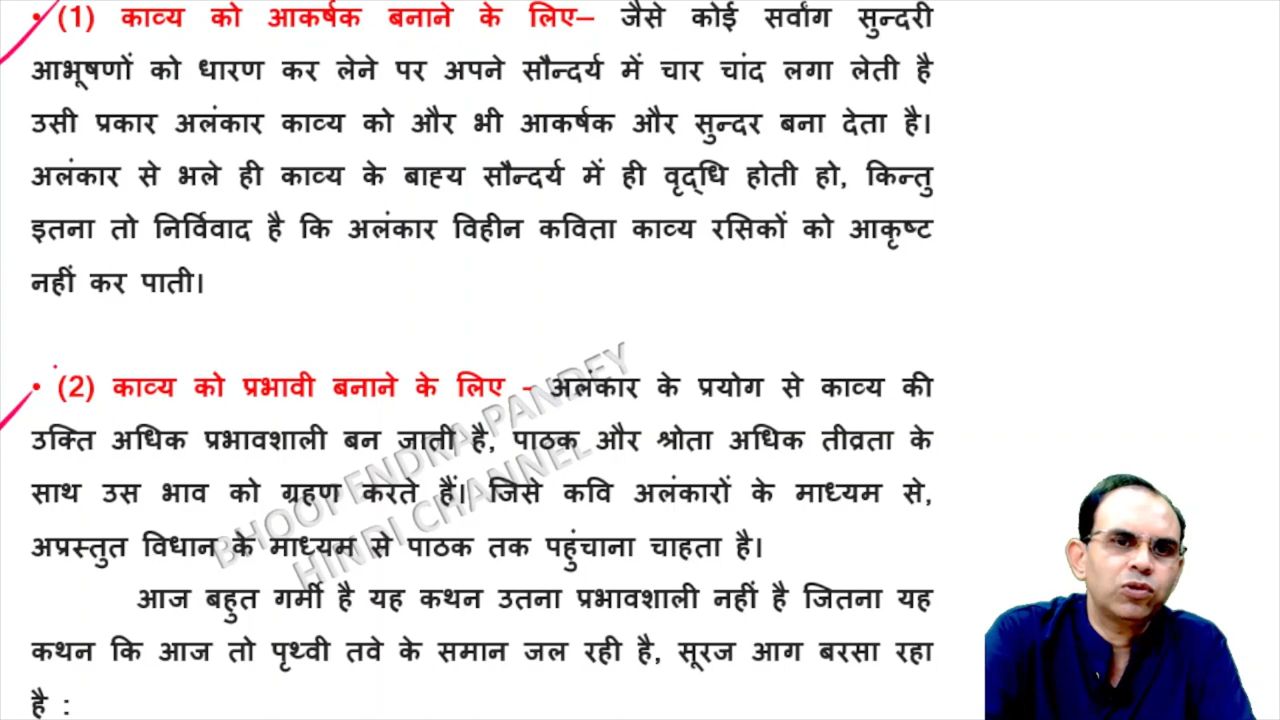 • (1) काव्य को आकर्षक बनाने के लिए– जैसे कोई सर्वांग सुन्दरी
आभूषणों को धारण कर लेने पर अपने सौन्दर्य में चार चांद लगा लेती है
उसी प्रकार अलंकार काव्य को और भी आकर्षक और सुन्दर बना देता है।
अलंकार से भले ही काव्य के बाह्य सौन्दर्य में ही वृद्धि होती हो, किन्तु
इतना तो निर्विवाद है कि अलंकार विहीन कविता काव्य रसिकों को आकृष्ट
नहीं कर पाती।
• (2) काव्य को प्रभावी बनाने के लिए - अलंकार के प्रयोग से काव्य की
उक्ति अधिक प्रभावशाली बन जाती है, पाठक और श्रोता अधिक तीव्रता के
साथ उस भाव को ग्रहण करते हैं। जिसे कवि अलंकारों के माध्यम से,
अप्रस्तुत विधान के माध्यम से पाठक तक पहुंचाना चाहता है।
आज बहुत गर्मी है यह कथन उतना प्रभावशाली नहीं है जितना यह
कथन कि आज तो पृथ्वी तवे के समान जल रही है, सूरज आग बरसा रहा
है :
BHOOPENDRA PANDEY
HINDI CHANNEL